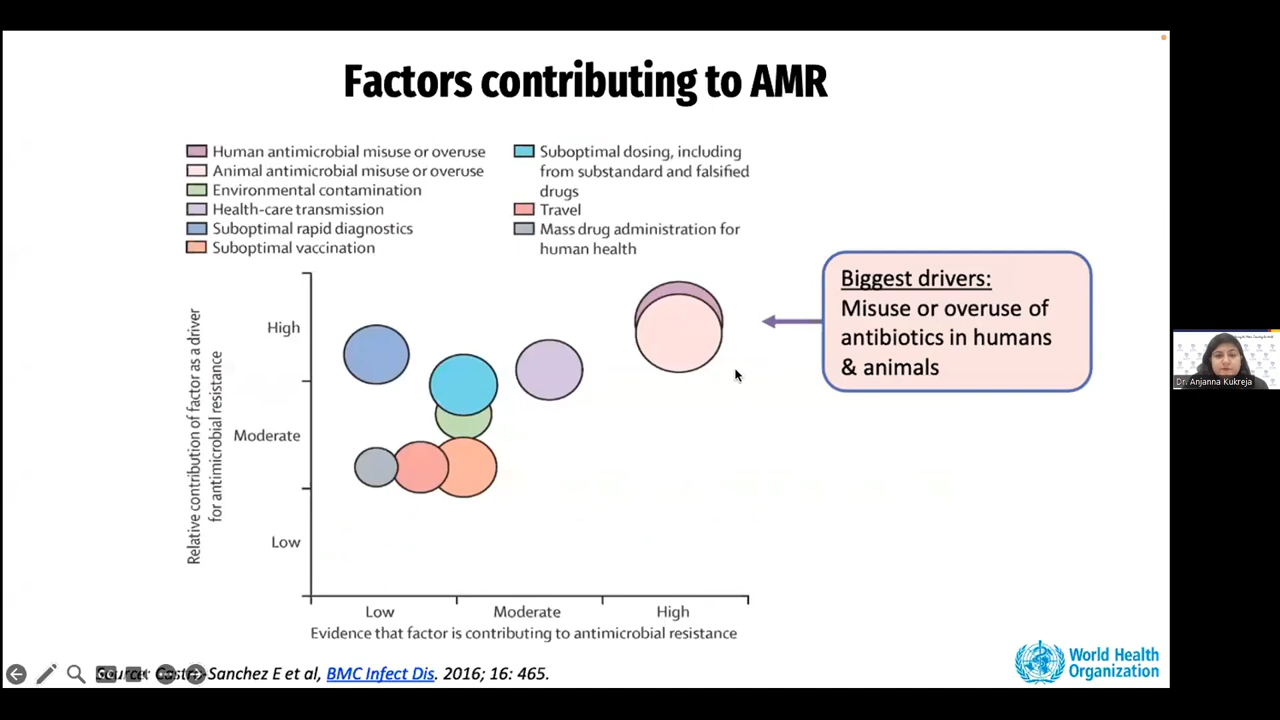 Factors contributing to AMR
Human antimicrobial misuse or overuse
Animal antimicrobial misuse or overuse
Environmental contamination
Health-care transmission
Suboptimal rapid diagnostics
Suboptimal vaccination
Suboptimal dosing, including
from substandard and falsified
drugs
Travel
Mass drug administration for
human health
Relative contribution of factor as a driver
for antimicrobial resistance
High
Moderate
Low
Low
Moderate
High
Evidence that factor is contributing to antimicrobial resistance
Biggest drivers:
Misuse or overuse of
antibiotics in humans
& animals
Dr. Anjanna Kukreja
Source: Castro-Sanchez E et al, BMC Infect Dis. 2016; 16: 465.
World Health
Organization